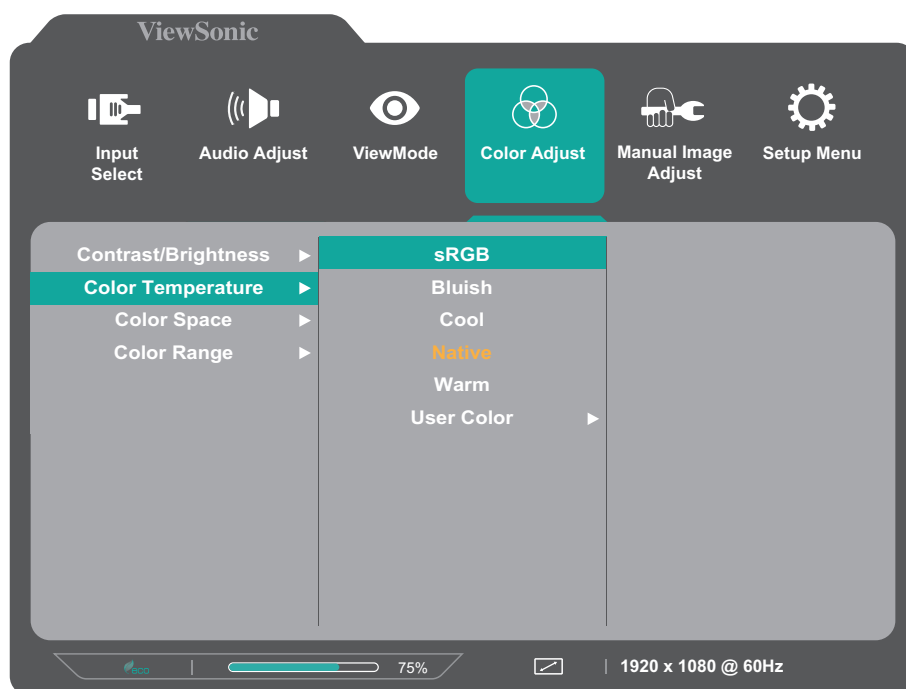 ViewSonic
Input
Select
Audio Adjust
ViewMode
Color Adjust
Manual Image
Adjust
Setup Menu
Contrast/Brightness
Color Temperature
Color Space
Color Range
sRGB
Bluish
Cool
Native
Warm
User Color
eco
75%
1920 x 1080 @ 60Hz